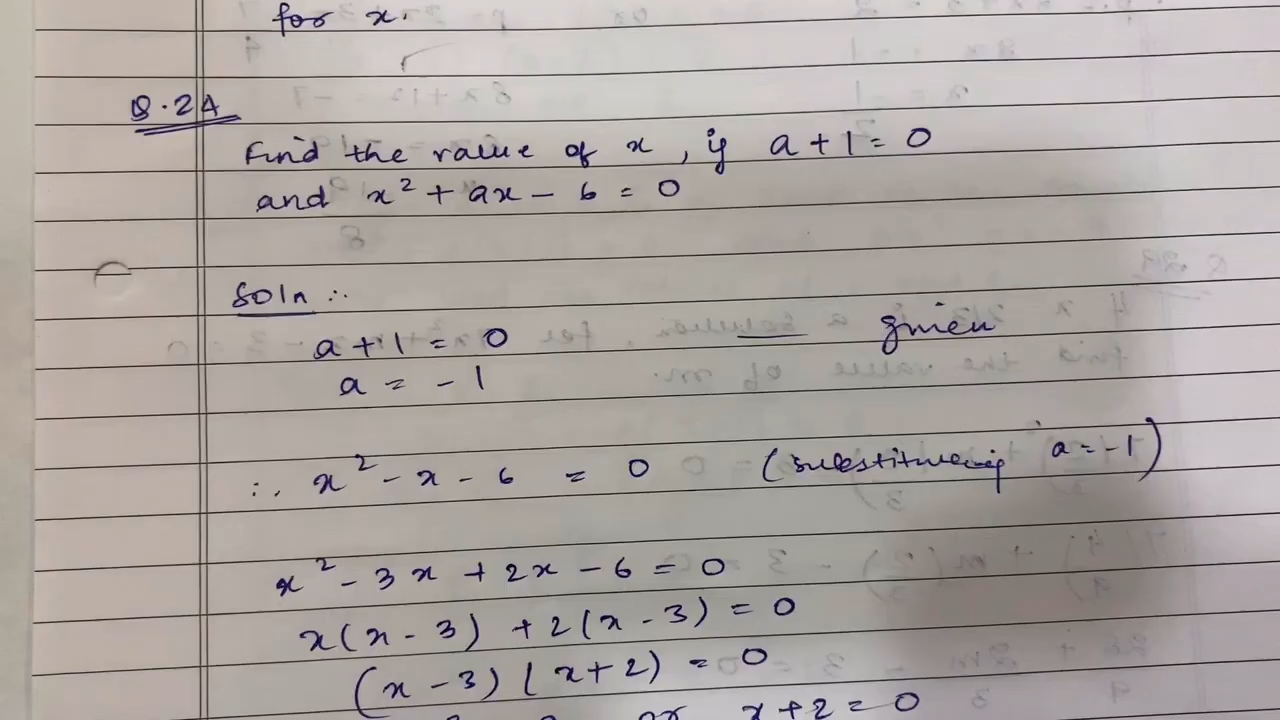 for x.
Q.24
Find the value of x, if a + 1 = 0
and x² + ax - 6 = 0
Soln ∴
a + 1 = 0 — given
a = - 1
∴ x² - x - 6 = 0 (substituting a = -1)
x² - 3x + 2x - 6 = 0
x(x - 3) + 2(x - 3) = 0
(x - 3)(x + 2) = 0
or x + 2 = 0